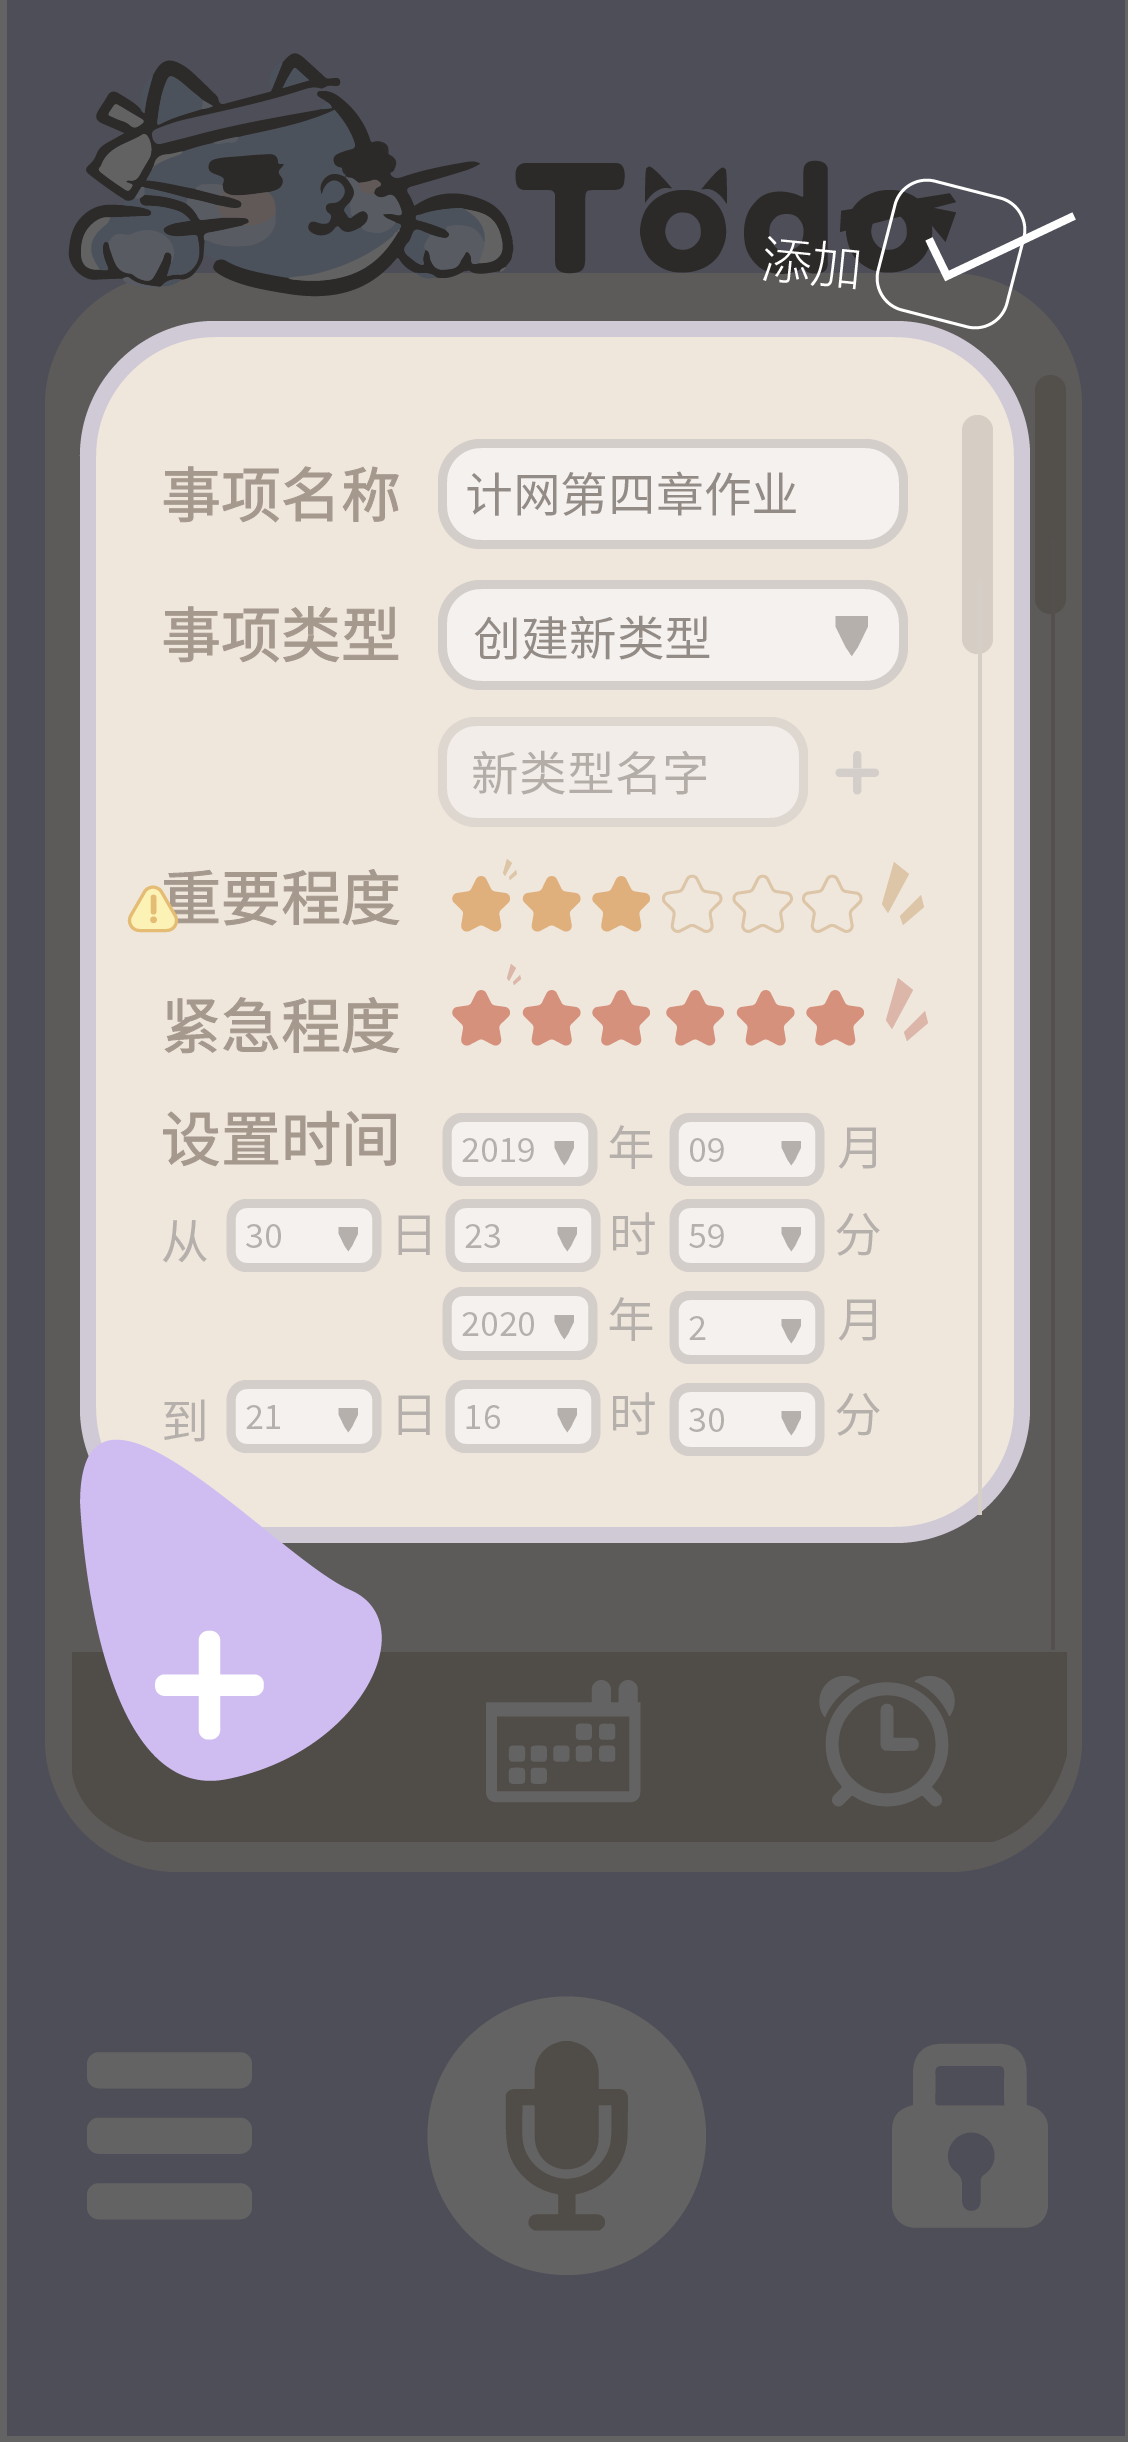 Todo
添加
事项名称 计网第四章作业
事项类型 创建新类型
新类型名字
重要程度
紧急程度
设置时间 2019 年 09 月
从 30 日 23 时 59 分
2020 年 2 月
到 21 日 16 时 30 分